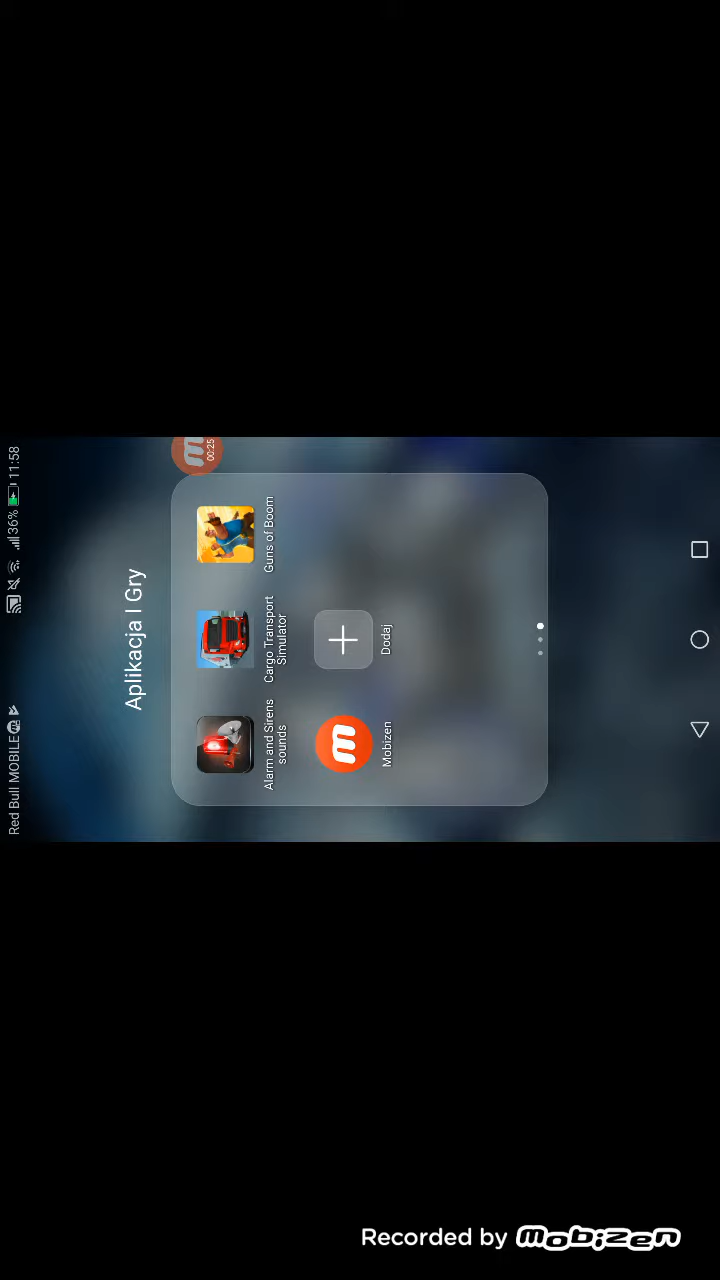 Red Bull MOBILE
36% 11:58
00:25
Aplikacja I Gry
Alarm and Sirens
sounds
Cargo Transport
Simulator
Guns of Boom
Mobizen
Dodaj
Recorded by mobizen